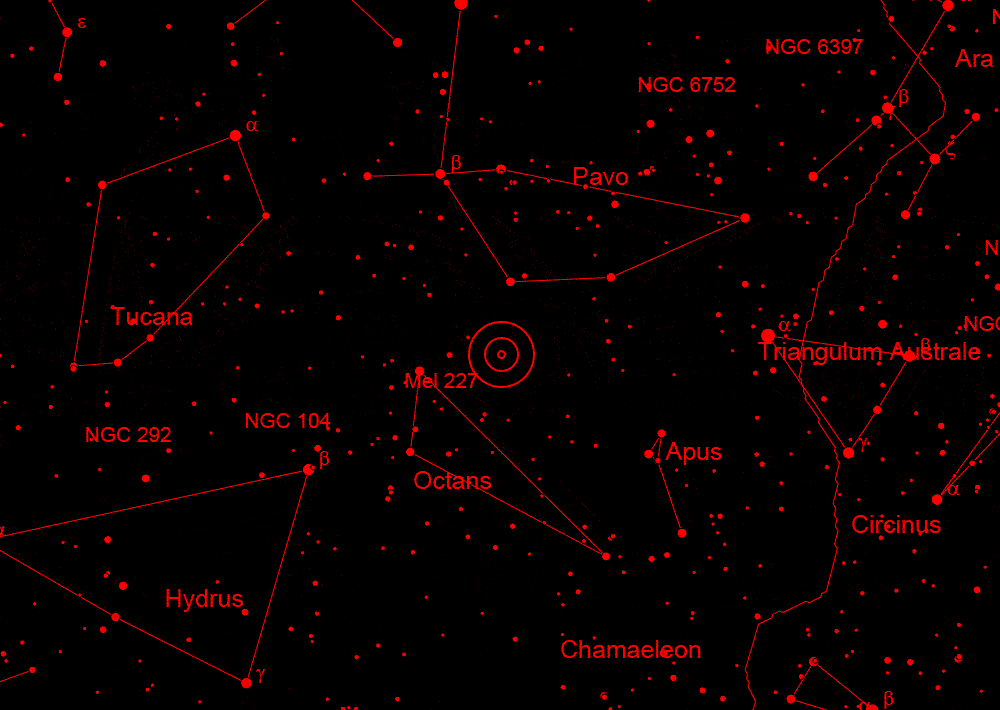 ε
N
NGC 6397
Ara
NGC 6752
β
α
ζ
β
Pavo
N
Tucana
α
NGC
β
Triangulum Australe
Mel 227
NGC 104
NGC 292
γ
Apus
β
Octans
α
Circinus
Hydrus
Chamaeleon
γ
β
α